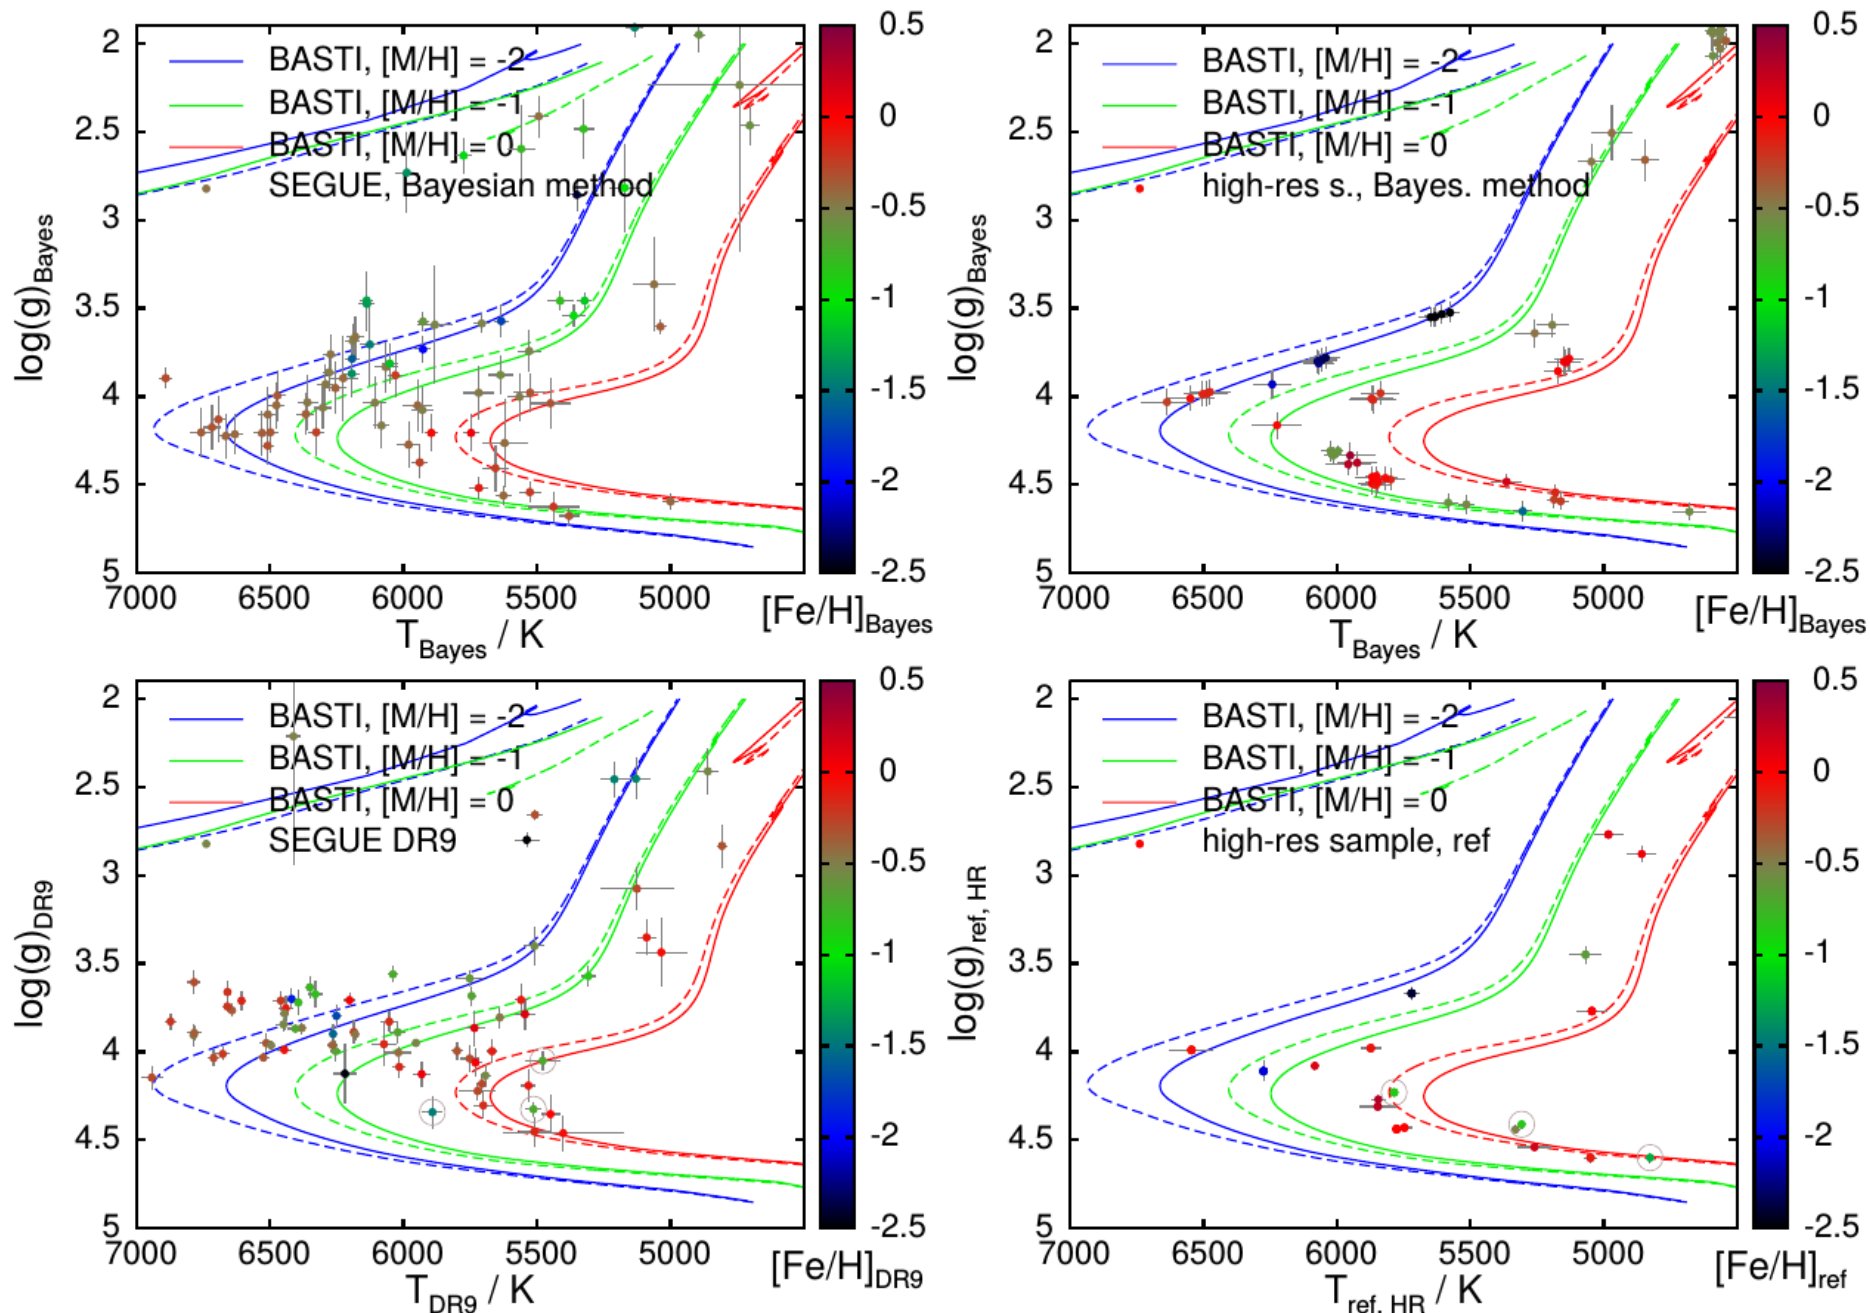 BASTI, [M/H] = -2
BASTI, [M/H] = -1
BASTI, [M/H] = 0
SEGUE, Bayesian method
2
2.5
3
3.5
4
4.5
5
log(g)Bayes
7000 6500 6000 5500 5000
TBayes / K
0.5
0
-0.5
-1
-1.5
-2
-2.5
[Fe/H]Bayes
BASTI, [M/H] = -2
BASTI, [M/H] = -1
BASTI, [M/H] = 0
high-res s., Bayes. method
2
2.5
3
3.5
4
4.5
5
log(g)Bayes
7000 6500 6000 5500 5000
TBayes / K
0.5
0
-0.5
-1
-1.5
-2
-2.5
[Fe/H]Bayes
BASTI, [M/H] = -2
BASTI, [M/H] = -1
BASTI, [M/H] = 0
SEGUE DR9
2
2.5
3
3.5
4
4.5
5
log(g)DR9
7000 6500 6000 5500 5000
TDR9 / K
0.5
0
-0.5
-1
-1.5
-2
-2.5
[Fe/H]DR9
BASTI, [M/H] = -2
BASTI, [M/H] = -1
BASTI, [M/H] = 0
high-res sample, ref
2
2.5
3
3.5
4
4.5
5
log(g)ref, HR
7000 6500 6000 5500 5000
Tref, HR / K
0.5
0
-0.5
-1
-1.5
-2
-2.5
[Fe/H]ref